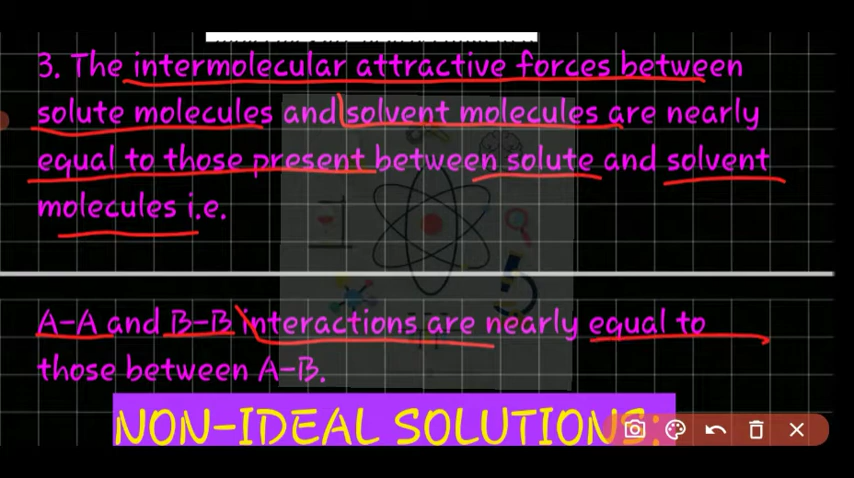 3. The intermolecular attractive forces between
solute molecules and solvent molecules are nearly
equal to those present between solute and solvent
molecules i.e.
A-A and B-B interactions are nearly equal to
those between A-B.
NON-IDEAL SOLUTIONS: